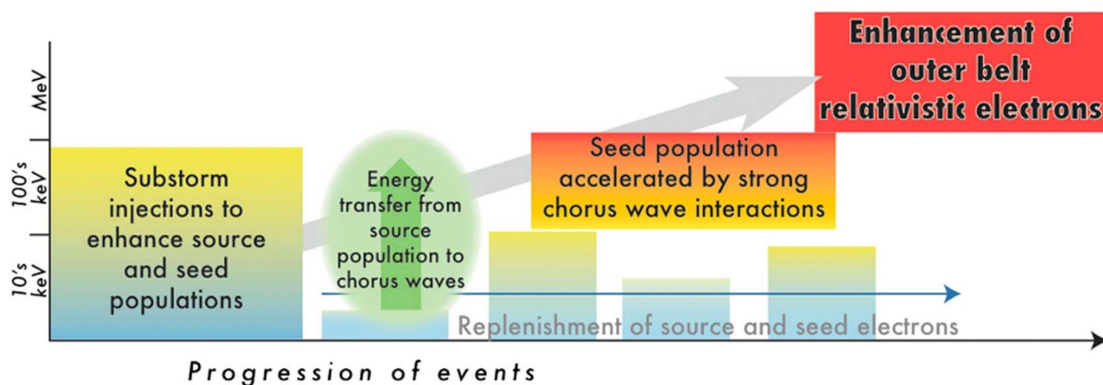 Enhancement of
outer belt
relativistic electrons
MeV
100's
keV
10's
keV
Substorm
injections to
enhance source
and seed
populations
Energy
transfer from
source
population to
chorus waves
Seed population
accelerated by strong
chorus wave interactions
Replenishment of source and seed electrons
Progression of events